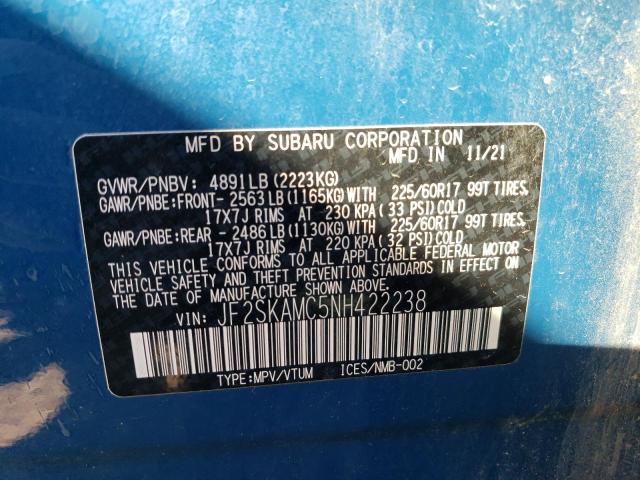 MFD BY SUBARU CORPORATION
MFD IN 11/21
GVWR/PNBV: 4891LB(2223KG)
GAWR/PNBE:FRONT-2563LB(1165KG)WITH 225/60R17 99T TIRES,
17X7J RIMS AT 230 KPA(33 PSI)COLD
GAWR/PNBE:REAR -2486LB(1130KG)WITH 225/60R17 99T TIRES,
17X7J RIMS AT 220 KPA(32 PSI)COLD
THIS VEHICLE CONFORMS TO ALL APPLICABLE FEDERAL MOTOR
VEHICLE SAFETY AND THEFT PREVENTION STANDARDS IN EFFECT
ON THE DATE OF MANUFACTURE SHOWN ABOVE.
VIN: JF2SKAMC5NH422238
TYPE:MPV/VTUM ICES/NMB-002